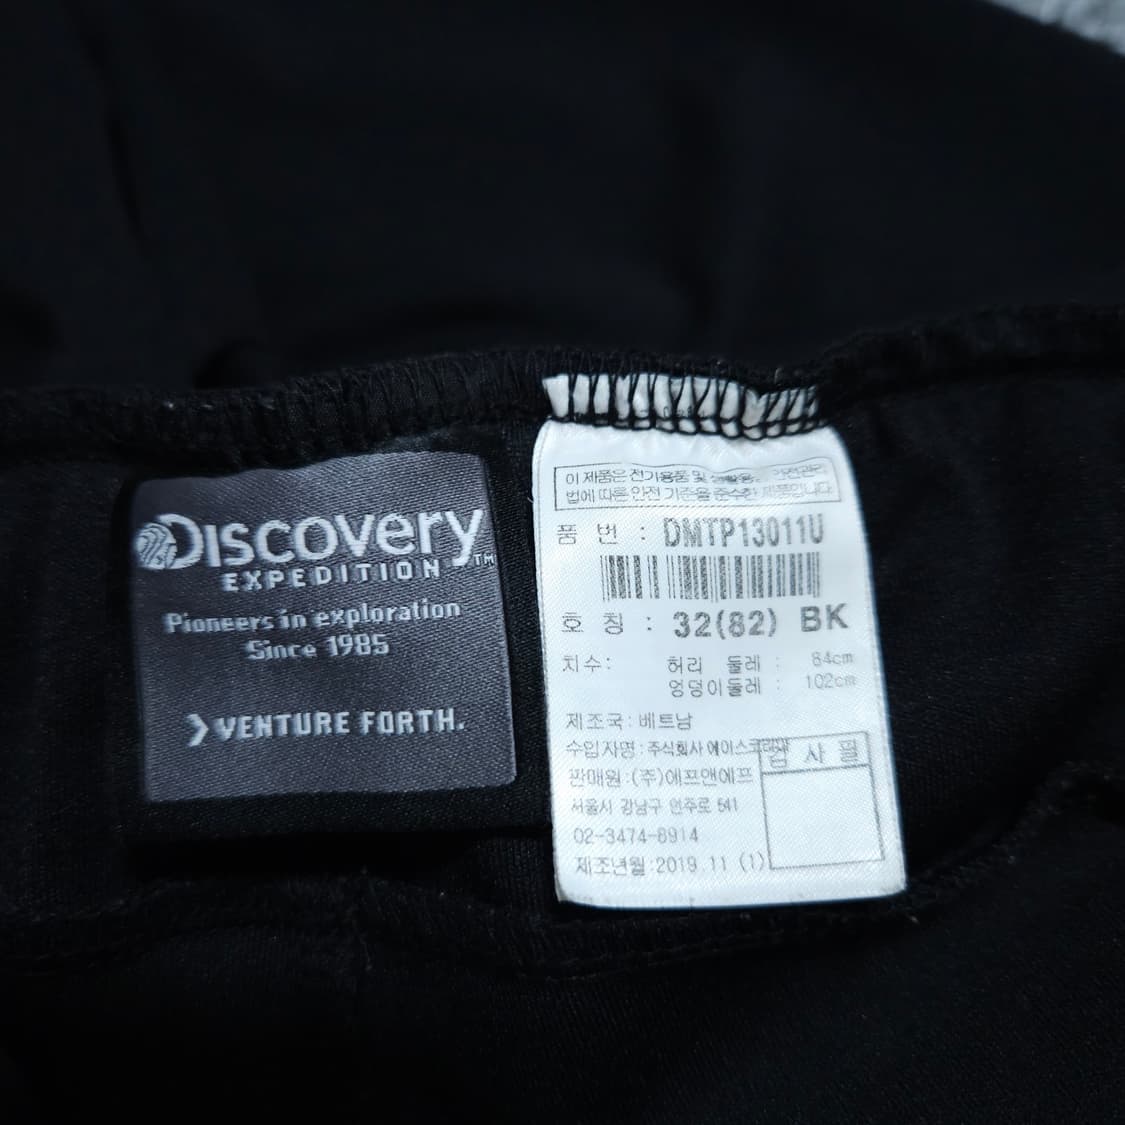 DISCOVERY™
EXPEDITION
Pioneers in exploration
Since 1985
VENTURE FORTH.
이 제품은 전기용품 및
법에 따른 안전 기준을 준수한 제품입니다
품 번 : DMTP13011U
호 칭 : 32(82) BK
치수: 허리 둘레 : 84cm
엉덩이둘레 : 102cm
제조국:베트남
수입자명:주식회사 에이스코리아
검 사 필
판매원:(주)에프앤에프
서울시 강남구 언주로 541
02-3474-8914
제조년월:2019.11 (1)